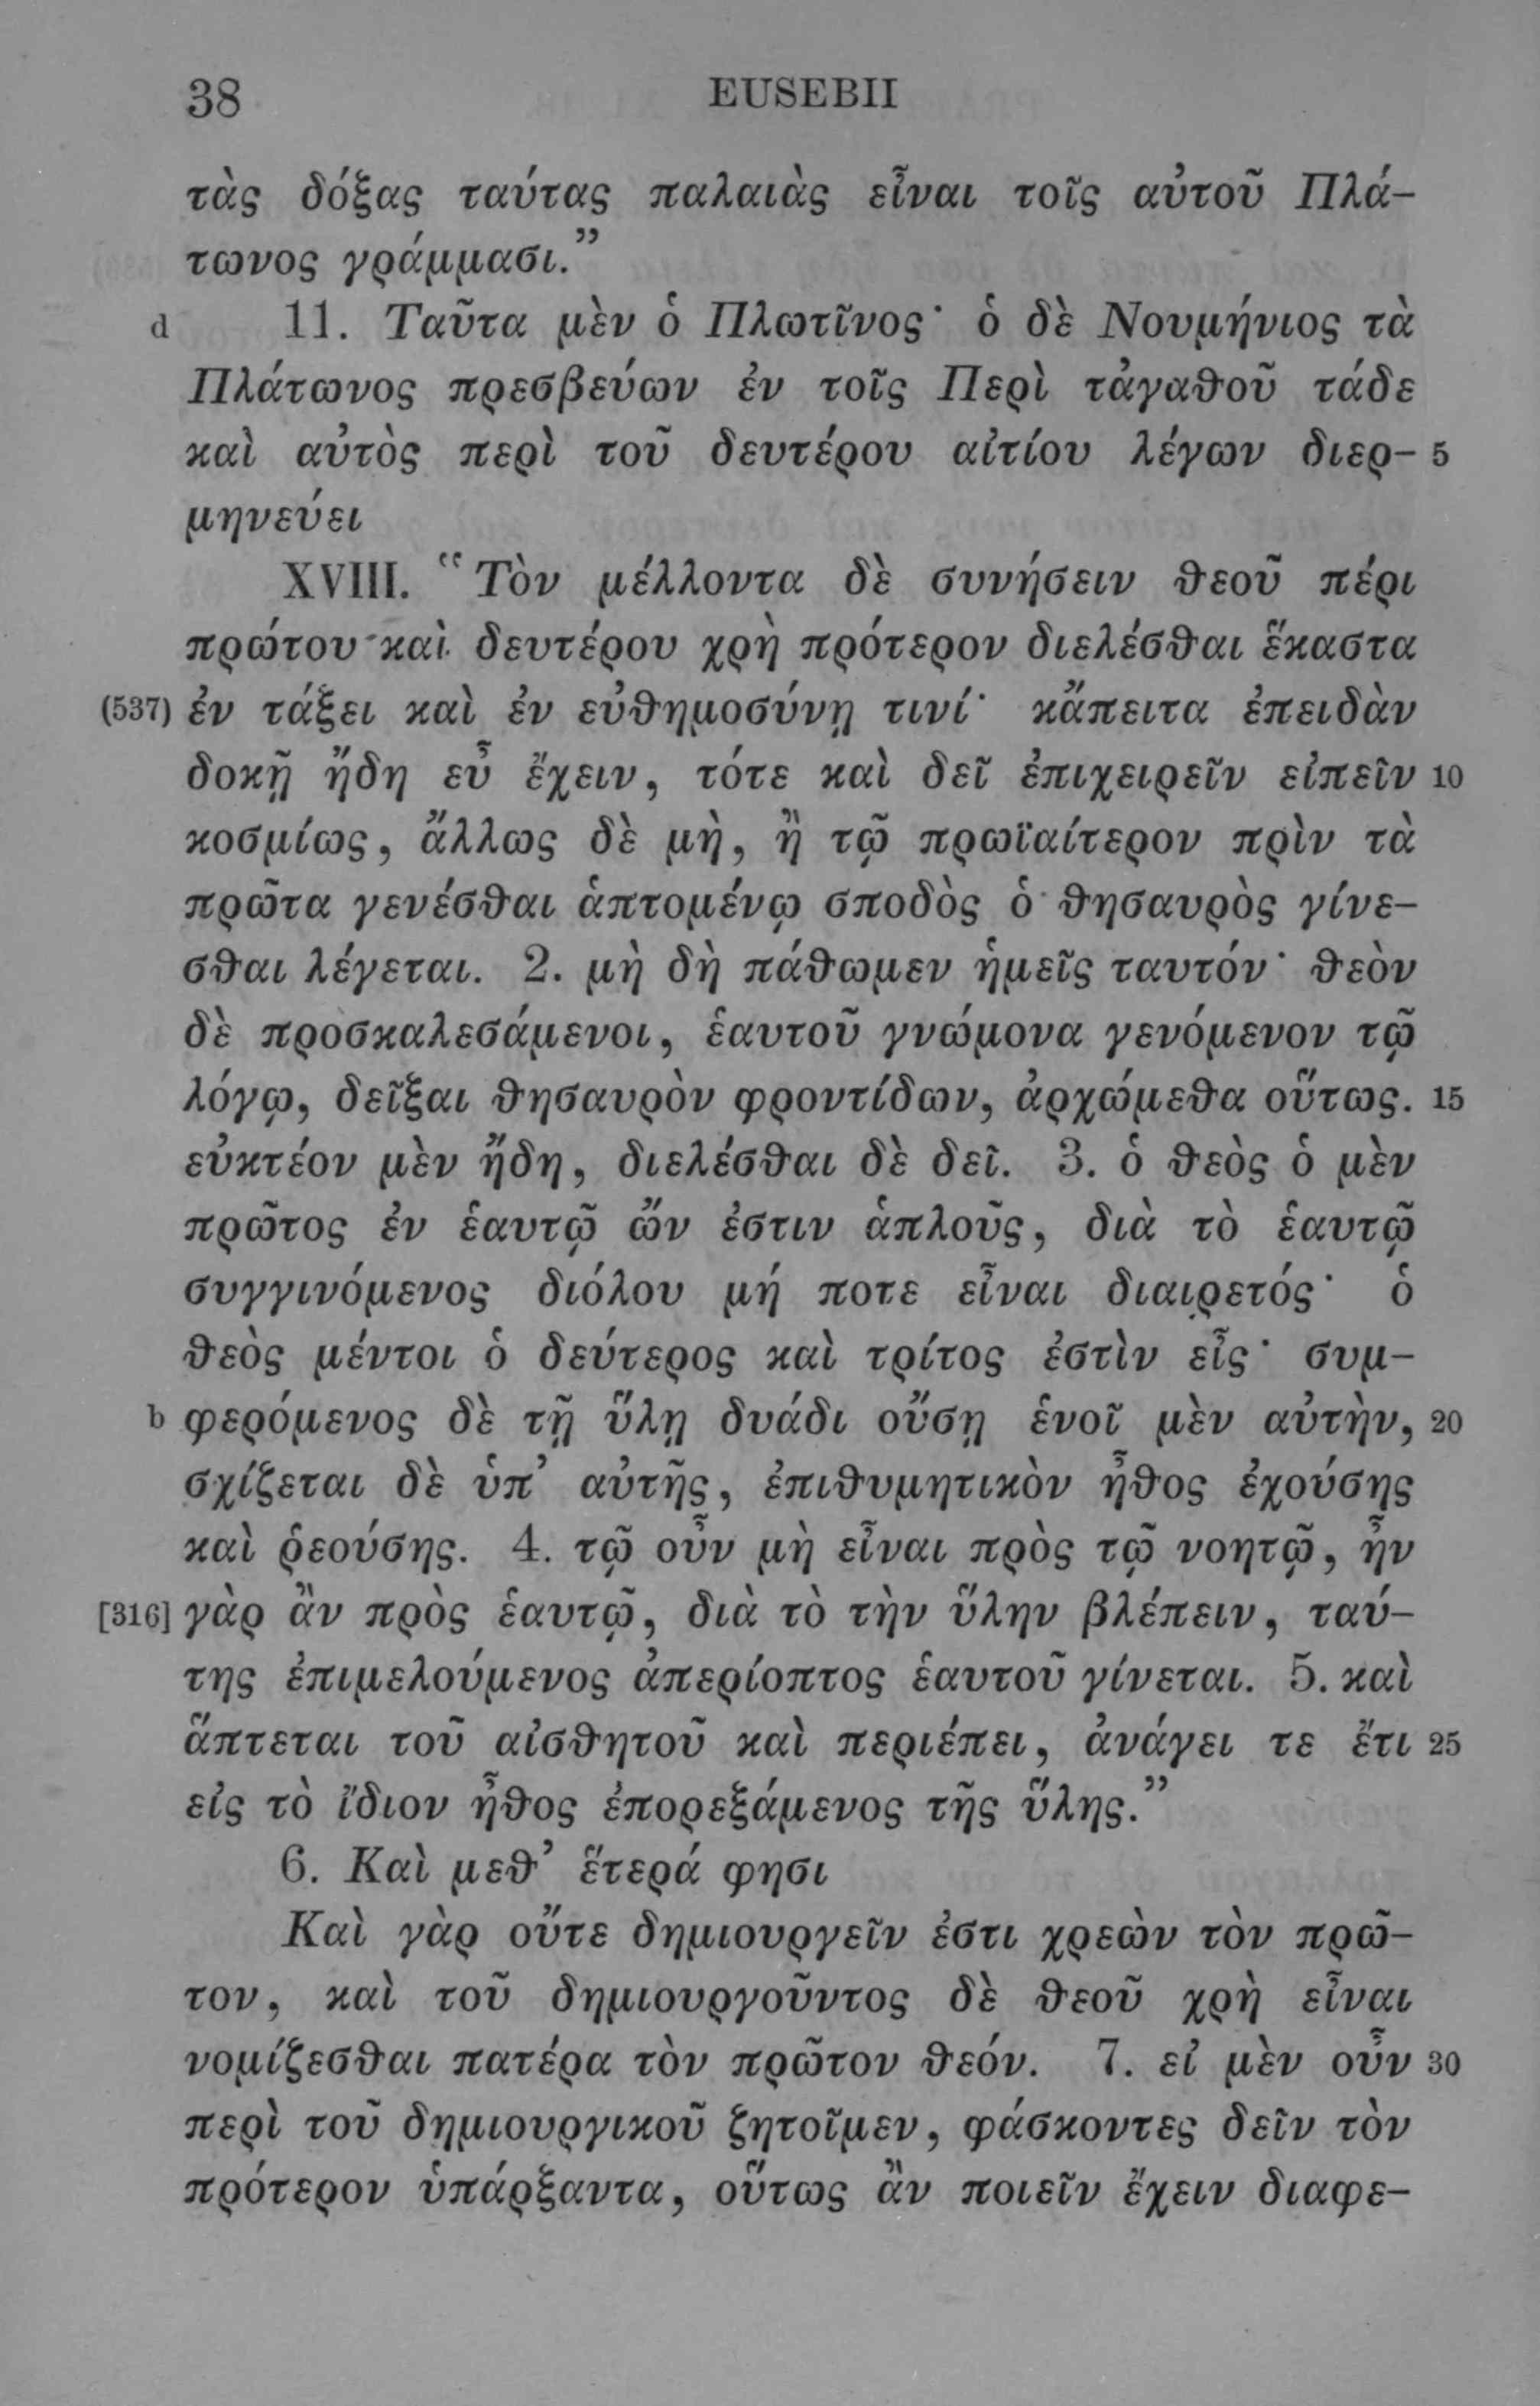 38 EUSEBII
τὰς δόξας ταύτας παλαιὰς εἶναι τοῖς αὐτοῦ Πλά-
τωνος γράμμασι.”
d 11. Ταῦτα μὲν ὁ Πλωτῖνος· ὁ δὲ Νουμήνιος τὰ
Πλάτωνος πρεσβεύων ἐν τοῖς Περὶ τἀγαθοῦ τάδε
καὶ αὐτὸς περὶ τοῦ δευτέρου αἰτίου λέγων διερ- 5
μηνεύει
XVIII. “Τὸν μέλλοντα δὲ συνήσειν θεοῦ πέρι
πρώτου καὶ δευτέρου χρὴ πρότερον διελέσθαι ἕκαστα
(537) ἐν τάξει καὶ ἐν εὐθημοσύνῃ τινί· κἄπειτα ἐπειδὰν
δοκῇ ἤδη εὖ ἔχειν, τότε καὶ δεῖ ἐπιχειρεῖν εἰπεῖν 10
κοσμίως, ἄλλως δὲ μὴ, ἢ τῷ πρωϊαίτερον πρὶν τὰ
πρῶτα γενέσθαι ἁπτομένῳ σποδὸς ὁ θησαυρὸς γίνε-
σθαι λέγεται. 2. μὴ δὴ πάθωμεν ἡμεῖς ταυτόν· θεὸν
δὲ προσκαλεσάμενοι, ἑαυτοῦ γνώμονα γενόμενον τῷ
λόγῳ, δεῖξαι θησαυρὸν φροντίδων, ἀρχώμεθα οὕτως. 15
εὐκτέον μὲν ἤδη, διελέσθαι δὲ δεῖ. 3. ὁ θεὸς ὁ μὲν
πρῶτος ἐν ἑαυτῷ ὤν ἐστιν ἁπλοῦς, διὰ τὸ ἑαυτῷ
συγγινόμενος διόλου μή ποτε εἶναι διαιρετός· ὁ
θεὸς μέντοι ὁ δεύτερος καὶ τρίτος ἐστὶν εἷς· συμ-
b φερόμενος δὲ τῇ ὕλῃ δυάδι οὔσῃ ἑνοῖ μὲν αὐτὴν, 20
σχίζεται δὲ ὑπ’ αὐτῆς, ἐπιθυμητικὸν ἦθος ἐχούσης
καὶ ῥεούσης. 4. τῷ οὖν μὴ εἶναι πρὸς τῷ νοητῷ, ἦν
[316] γὰρ ἂν πρὸς ἑαυτῷ, διὰ τὸ τὴν ὕλην βλέπειν, ταύ-
της ἐπιμελούμενος ἀπερίοπτος ἑαυτοῦ γίνεται. 5. καὶ
ἅπτεται τοῦ αἰσθητοῦ καὶ περιέπει, ἀνάγει τε ἔτι 25
εἰς τὸ ἴδιον ἦθος ἐπορεξάμενος τῆς ὕλης.”
6. Καὶ μεθ’ ἕτερά φησι
Καὶ γὰρ οὔτε δημιουργεῖν ἐστι χρεὼν τὸν πρῶ-
τον, καὶ τοῦ δημιουργοῦντος δὲ θεοῦ χρὴ εἶναι
νομίζεσθαι πατέρα τὸν πρῶτον θεόν. 7. εἰ μὲν οὖν 30
περὶ τοῦ δημιουργικοῦ ζητοῖμεν, φάσκοντες δεῖν τὸν
πρότερον ὑπάρξαντα, οὕτως ἂν ποιεῖν ἔχειν διαφε-